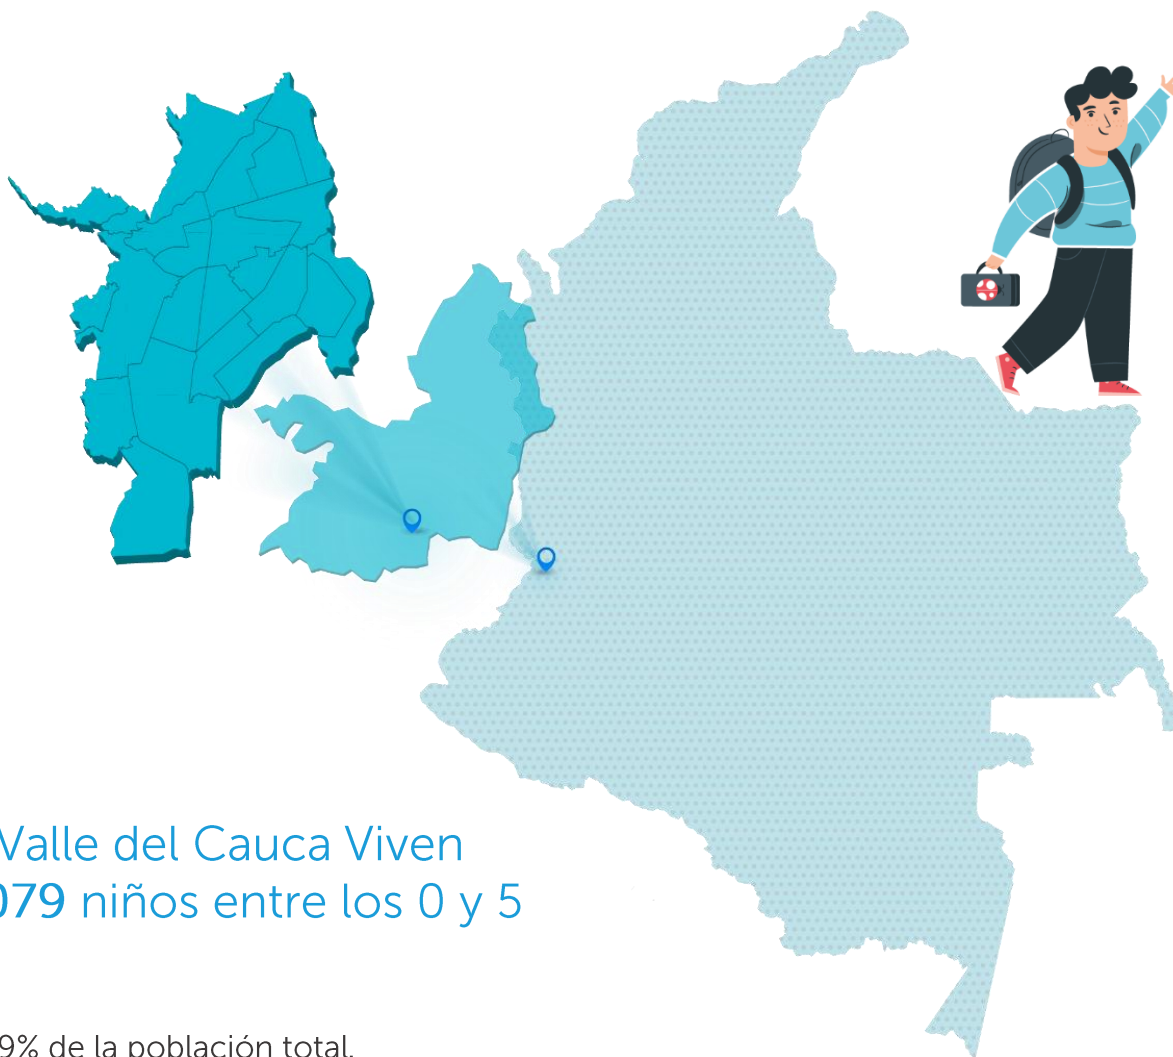 Valle del Cauca Viven
079 niños entre los 0 y 5
9% de la población total.